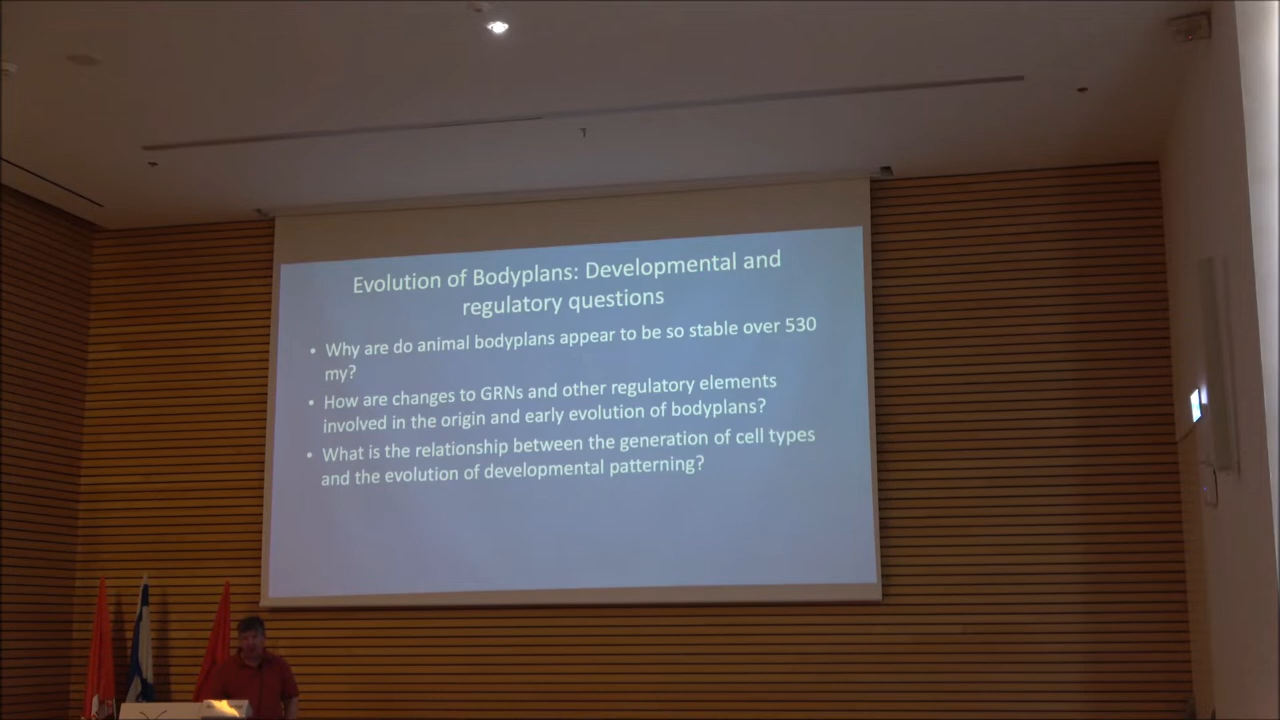 Evolution of Bodyplans: Developmental and
regulatory questions
• Why are do animal bodyplans appear to be so stable over 530
my?
• How are changes to GRNs and other regulatory elements
involved in the origin and early evolution of bodyplans?
• What is the relationship between the generation of cell types
and the evolution of developmental patterning?